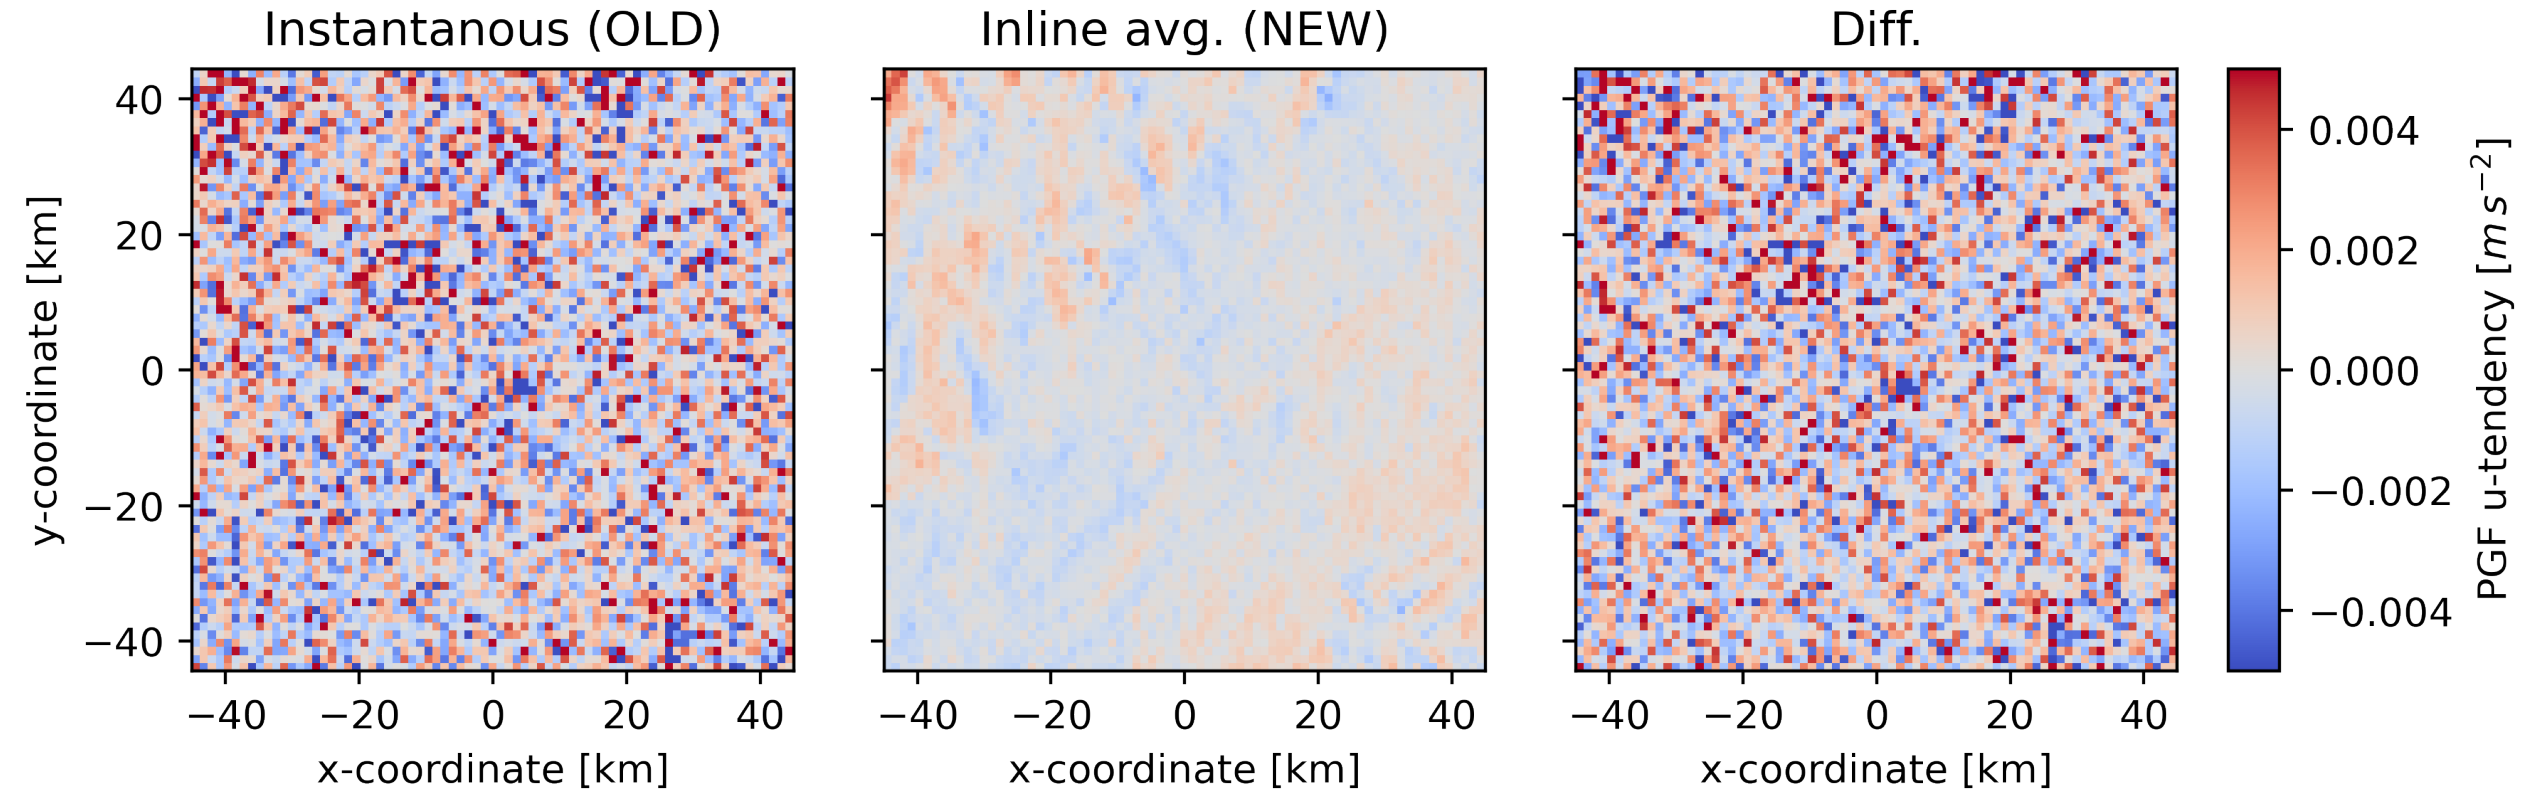 Instantanous (OLD)
Inline avg. (NEW)
Diff.
y-coordinate [km]
40
20
0
−20
−40
−40 −20 0 20 40
x-coordinate [km]
−40 −20 0 20 40
x-coordinate [km]
−40 −20 0 20 40
x-coordinate [km]
0.004
0.002
0.000
−0.002
−0.004
PGF u-tendency [m s⁻²]